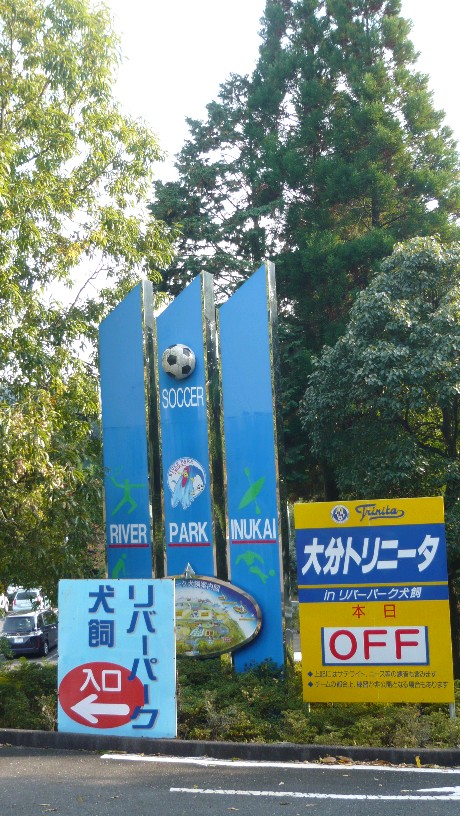 SOCCER
RIVER PARK INUKAI
リバーパーク
犬飼
入口
Trinita
大分トリニータ
in リバーパーク犬飼
本日
OFF